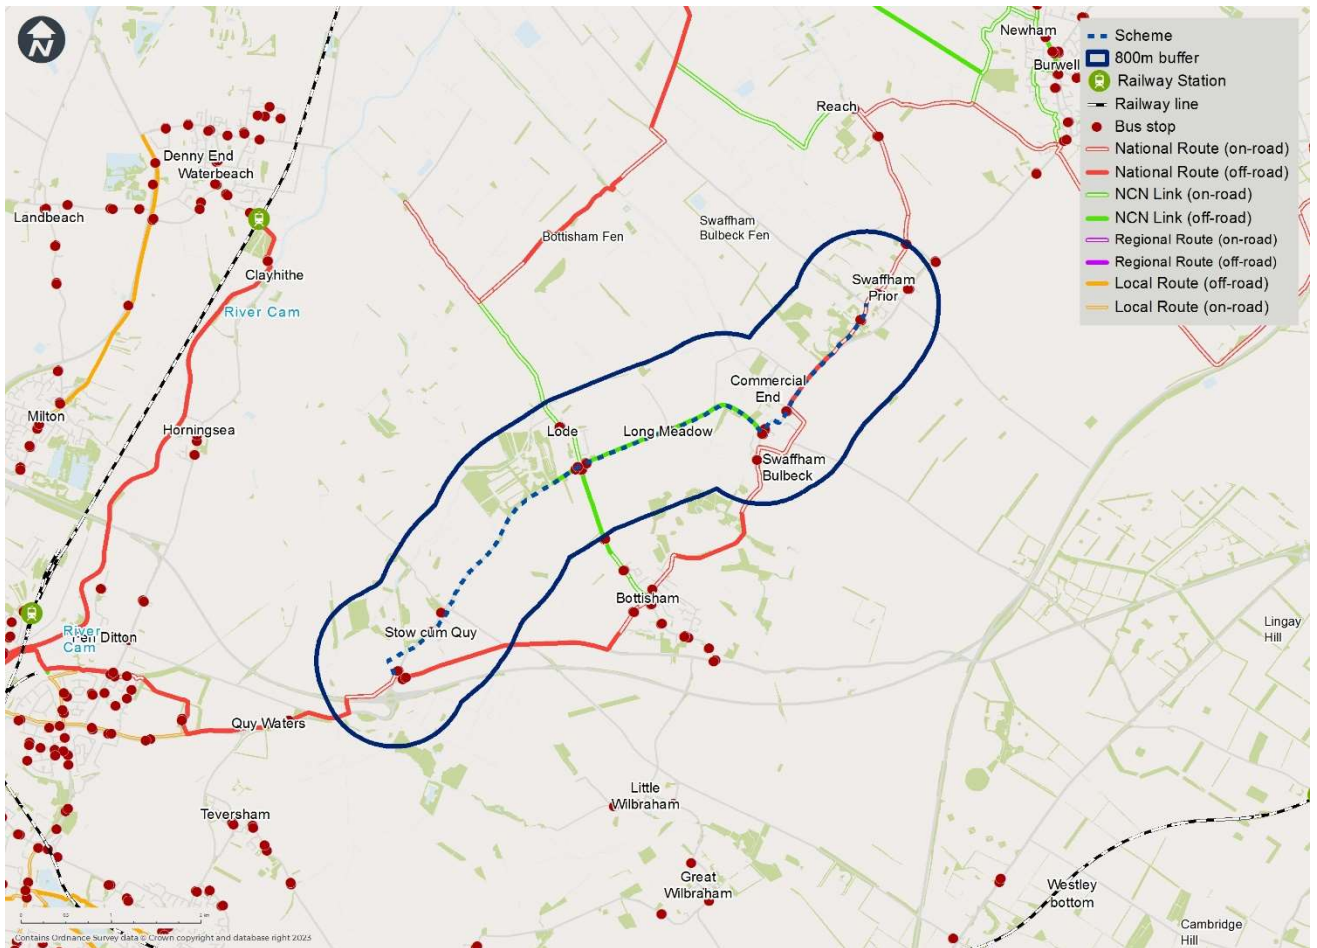 N
Newham
Burwell
Reach
Denny End
Waterbeach
Landbeach
Swaffham
Bulbeck Fen
Bottisham Fen
Clayhithe
River Cam
Swaffham
Prior
Commercial
End
Milton
Horningsea
Lode
Long Meadow
Swaffham
Bulbeck
Bottisham
Stow cum Quy
River
Cam
Fen Ditton
Lingay
Hill
Quy Waters
Little
Wilbraham
Teversham
Great
Wilbraham
Westley
bottom
Cambridge
Hill
Scheme
800m buffer
Railway Station
Railway line
Bus stop
National Route (on-road)
National Route (off-road)
NCN Link (on-road)
NCN Link (off-road)
Regional Route (on-road)
Regional Route (off-road)
Local Route (off-road)
Local Route (on-road)
Contains Ordnance Survey data © Crown copyright and database right 2023